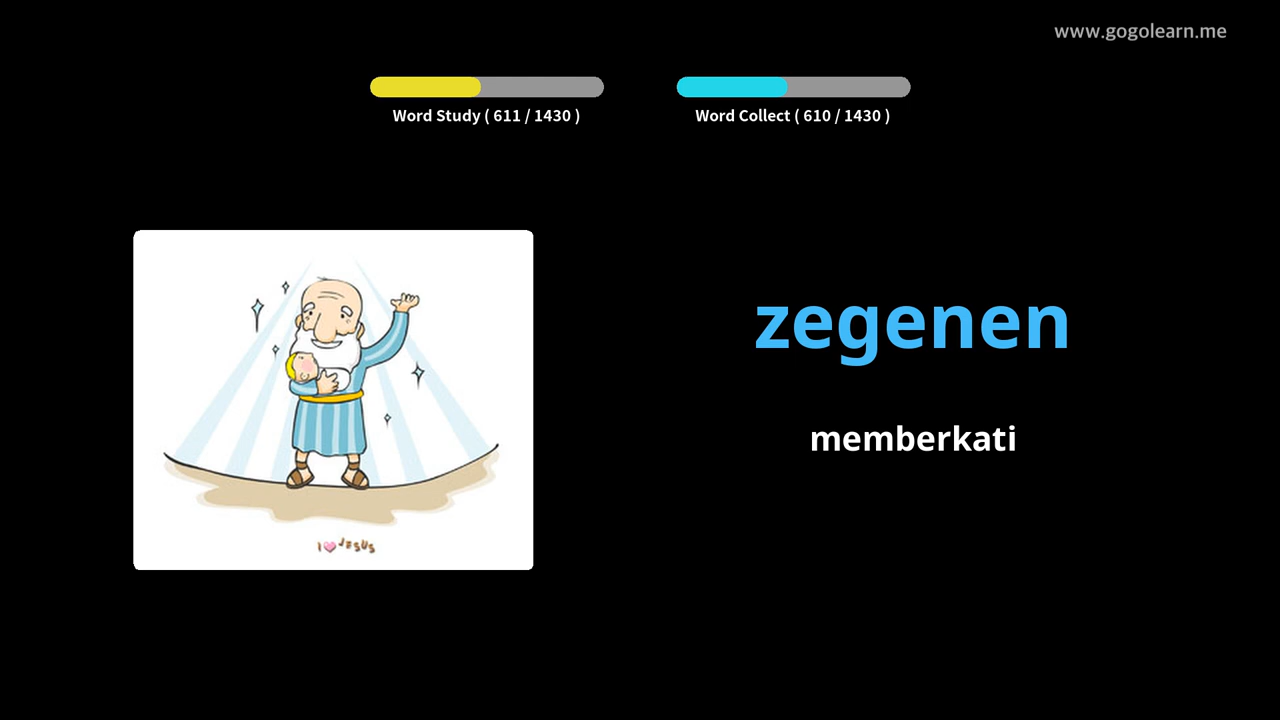 www.gogolearn.me
Word Study ( 611 / 1430 )
Word Collect ( 610 / 1430 )
zegenen
memberkati
I JESUS